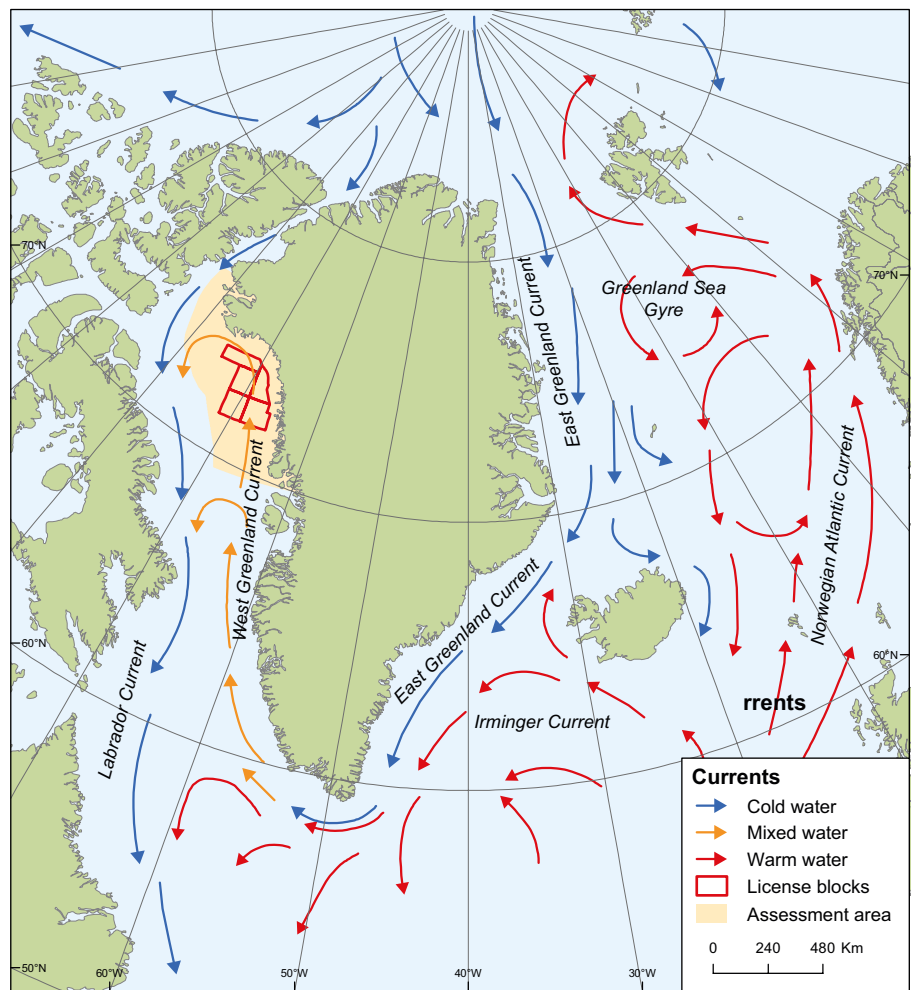 70°N
70°N
East Greenland Current
Greenland Sea
Gyre
West Greenland Current
Norwegian Atlantic Current
East Greenland Current
60°N
60°N
Labrador Current
Irminger Current
rrents
Currents
Cold water
Mixed water
Warm water
License blocks
Assessment area
0 240 480 Km
50°N
60°W
50°W
40°W
30°W